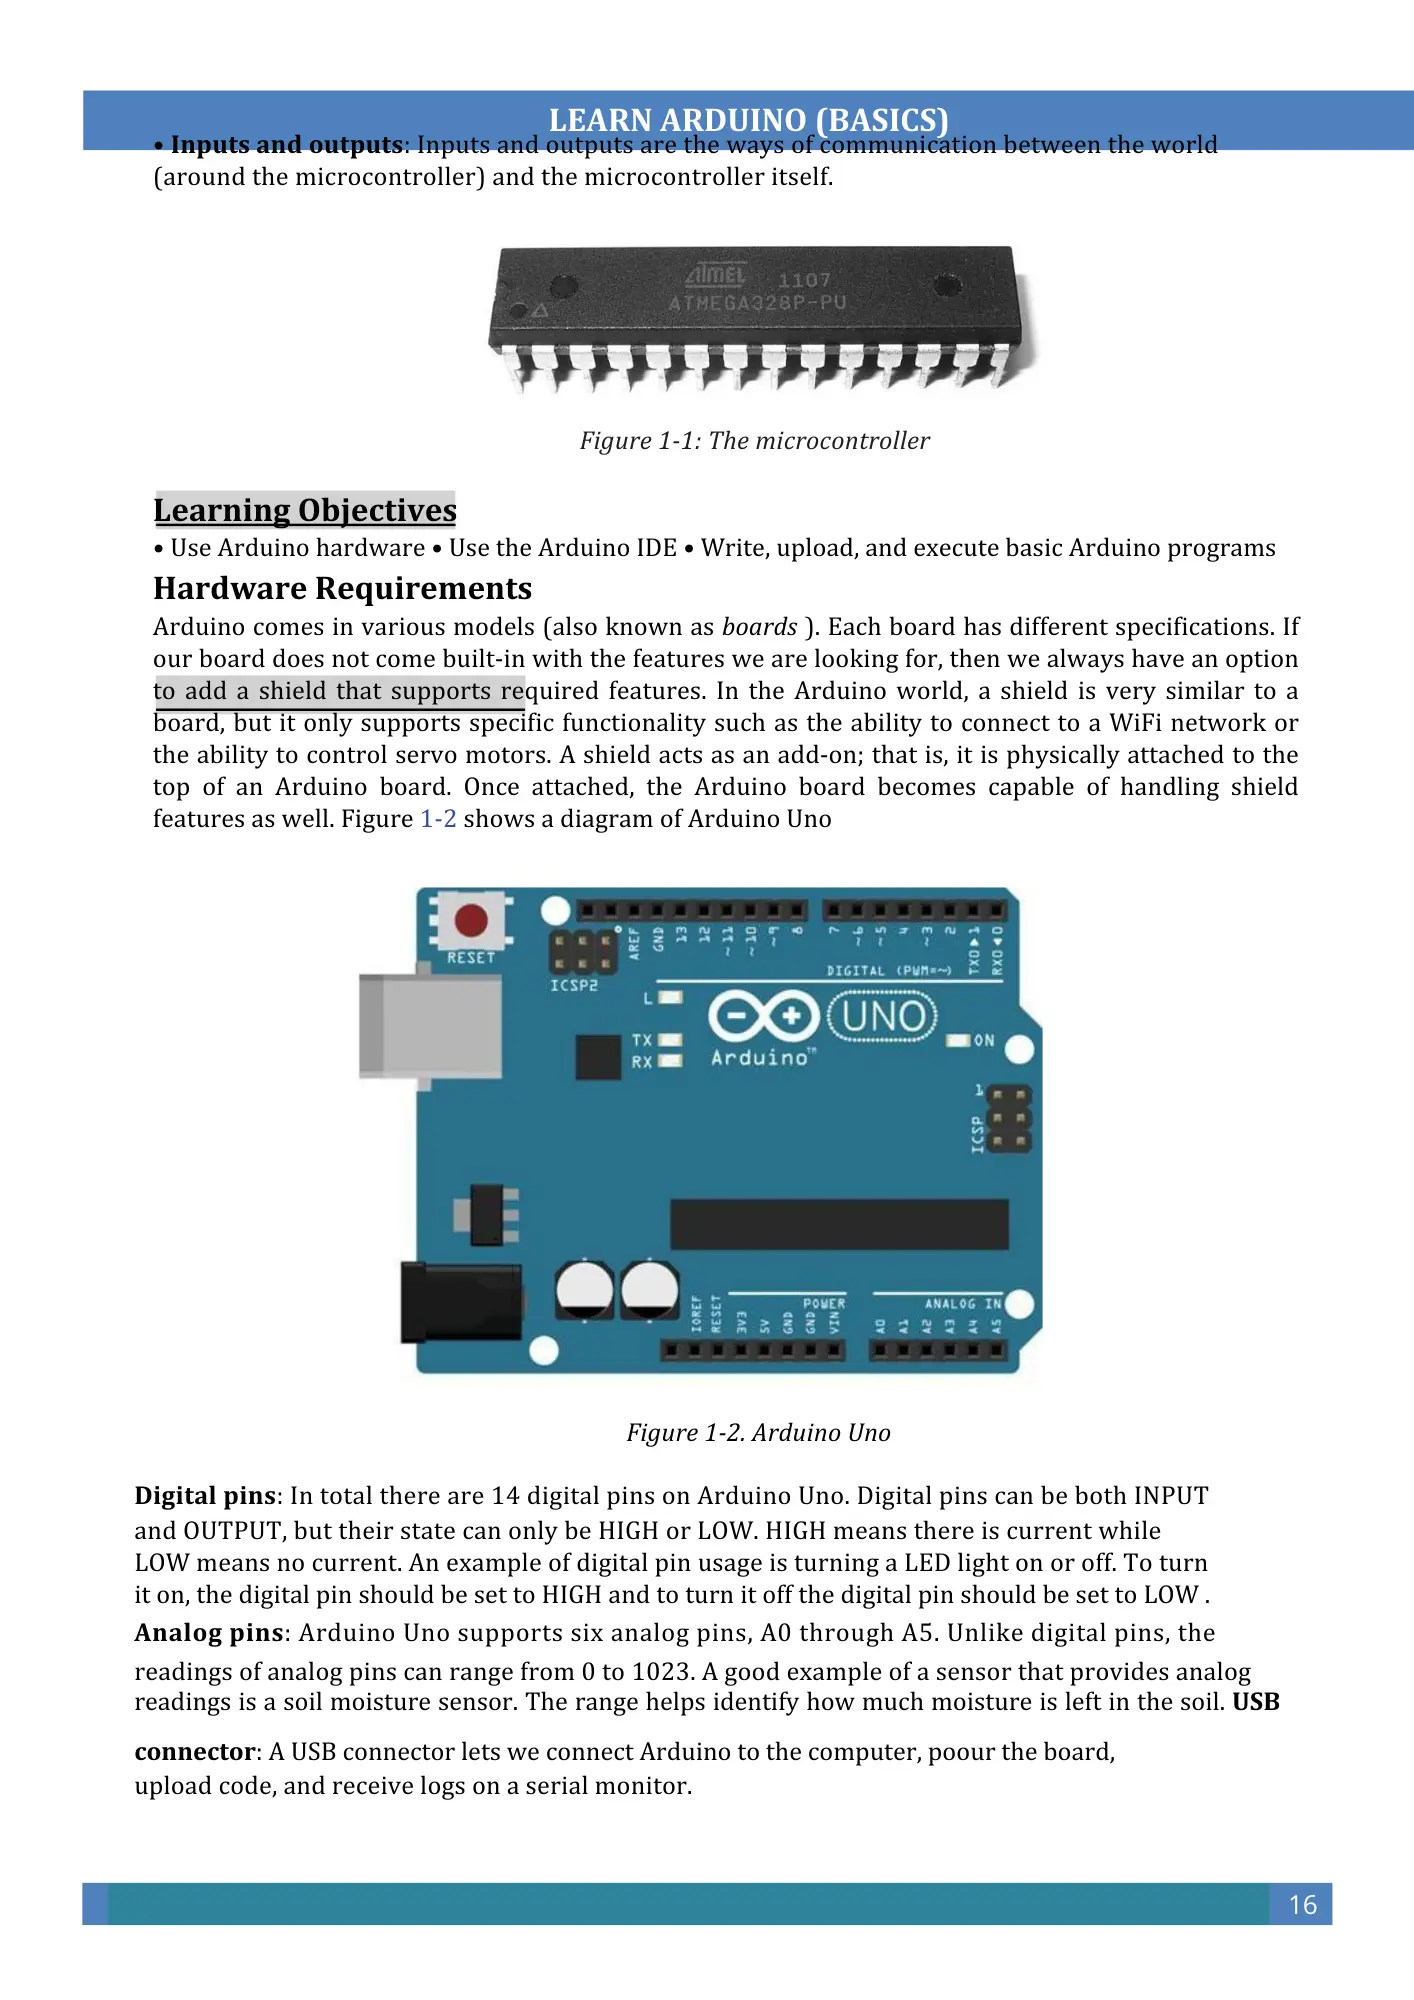 LEARN ARDUINO (BASICS)
• Inputs and outputs: Inputs and outputs are the ways of communication between the world
(around the microcontroller) and the microcontroller itself.
ATMEL 1107
ATMEGA328P-PU
Figure 1-1: The microcontroller
Learning Objectives
• Use Arduino hardware • Use the Arduino IDE • Write, upload, and execute basic Arduino programs
Hardware Requirements
Arduino comes in various models (also known as boards ). Each board has different specifications. If
our board does not come built-in with the features we are looking for, then we always have an option
to add a shield that supports required features. In the Arduino world, a shield is very similar to a
board, but it only supports specific functionality such as the ability to connect to a WiFi network or
the ability to control servo motors. A shield acts as an add-on; that is, it is physically attached to the
top of an Arduino board. Once attached, the Arduino board becomes capable of handling shield
features as well. Figure 1-2 shows a diagram of Arduino Uno
RESET
ICSP2
AREF
GND
13
12
~11
~10
~9
8
7
~6
~5
4
~3
2
TXO▶1
RXO◀0
DIGITAL (PWM=~)
L
TX
RX
Arduino™
UNO
ON
1
ICSP
IOREF
RESET
3V3
5V
GND
GND
VIN
POWER
ANALOG IN
A0
A1
A2
A3
A4
A5
Figure 1-2. Arduino Uno
Digital pins: In total there are 14 digital pins on Arduino Uno. Digital pins can be both INPUT
and OUTPUT, but their state can only be HIGH or LOW. HIGH means there is current while
LOW means no current. An example of digital pin usage is turning a LED light on or off. To turn
it on, the digital pin should be set to HIGH and to turn it off the digital pin should be set to LOW .
Analog pins: Arduino Uno supports six analog pins, A0 through A5. Unlike digital pins, the
readings of analog pins can range from 0 to 1023. A good example of a sensor that provides analog
readings is a soil moisture sensor. The range helps identify how much moisture is left in the soil. USB
connector: A USB connector lets we connect Arduino to the computer, poour the board,
upload code, and receive logs on a serial monitor.
16